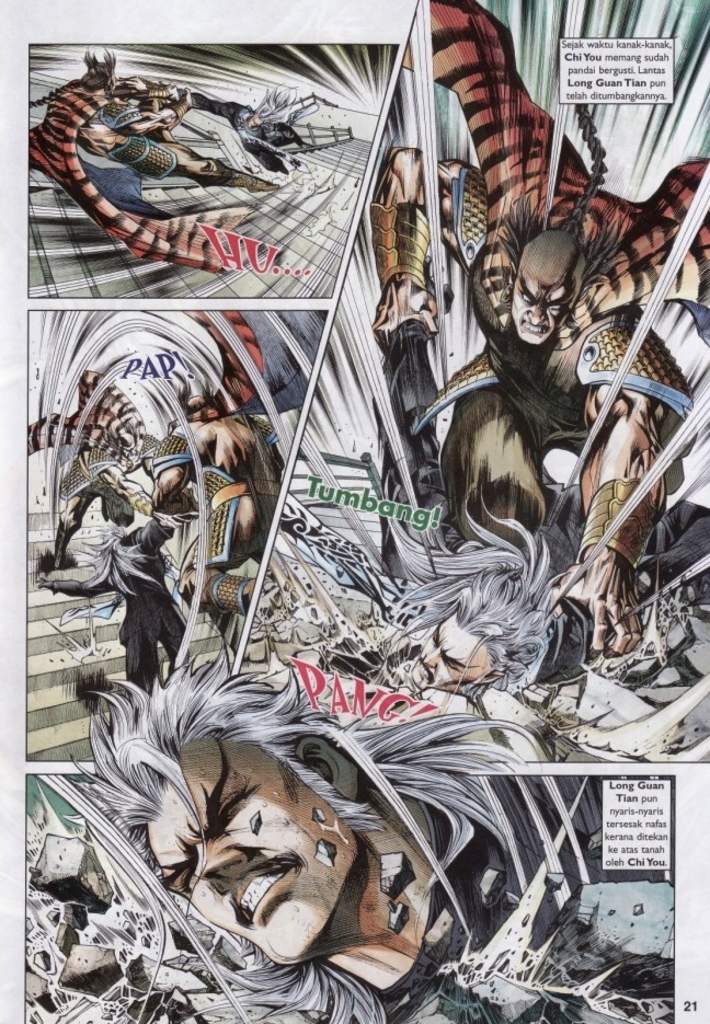 Sejak waktu kanak-kanak,
Chi You memang sudah
pandai bergusti. Lantas
Long Guan Tian pun
telah ditumbangkannya.
HU....
PAP!
Tumbang!
PANG!
Long Guan
Tian pun
nyaris-nyaris
tersesak nafas
kerana ditekan
ke atas tanah
oleh Chi You.
21